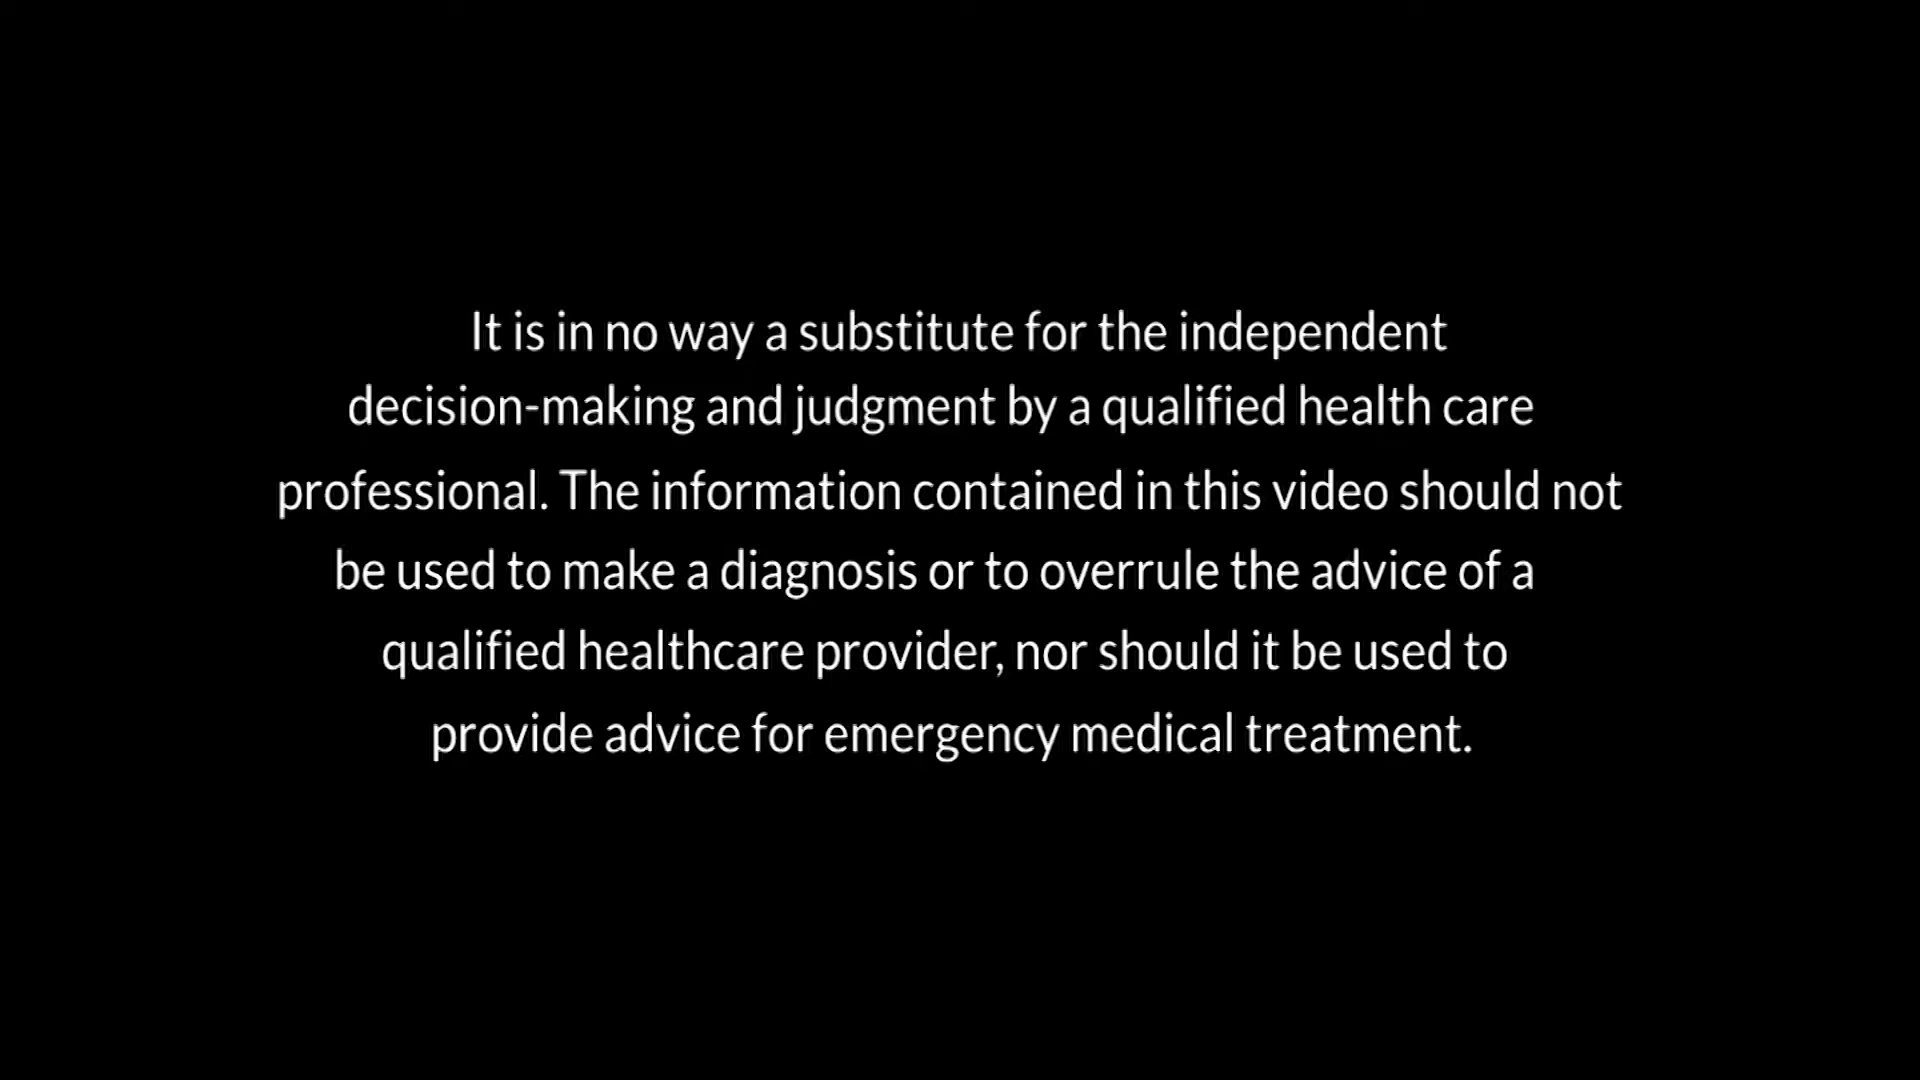 It is in no way a substitute for the independent
decision-making and judgment by a qualified health care
professional. The information contained in this video should not
be used to make a diagnosis or to overrule the advice of a
qualified healthcare provider, nor should it be used to
provide advice for emergency medical treatment.